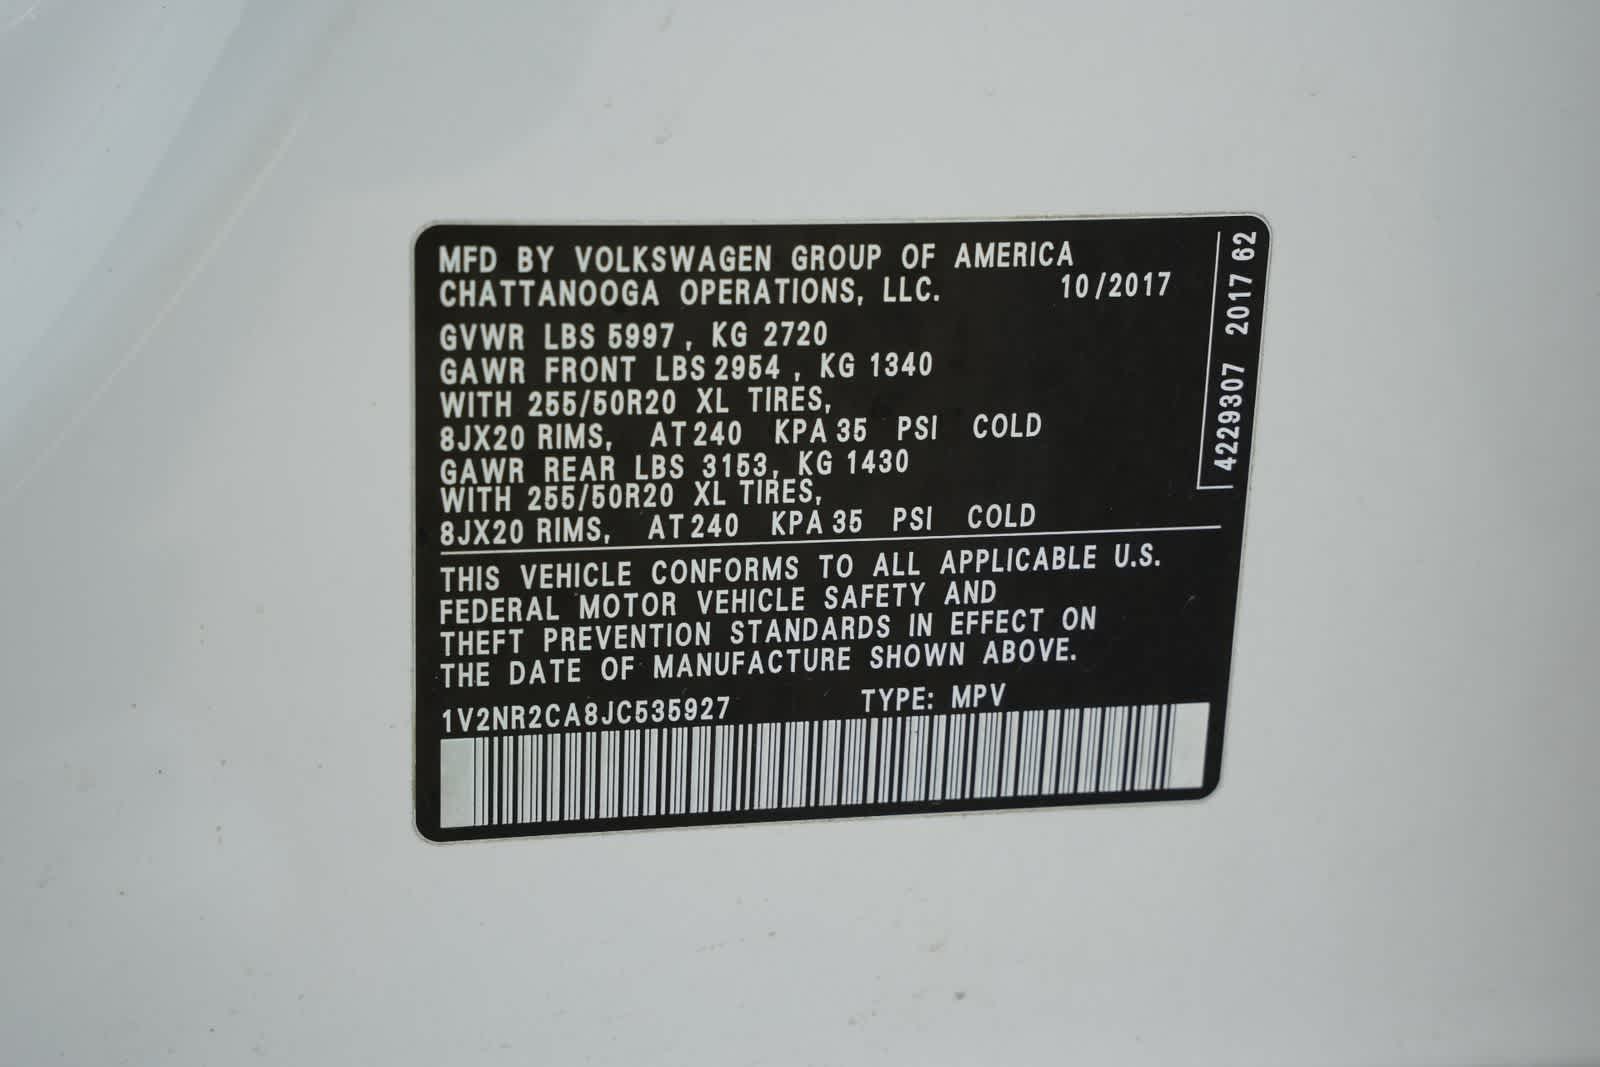 MFD BY VOLKSWAGEN GROUP OF AMERICA
CHATTANOOGA OPERATIONS, LLC. 10/2017
GVWR LBS 5997, KG 2720
GAWR FRONT LBS 2954, KG 1340
WITH 255/50R20 XL TIRES,
8JX20 RIMS, AT 240 KPA 35 PSI COLD
GAWR REAR LBS 3153, KG 1430
WITH 255/50R20 XL TIRES,
8JX20 RIMS, AT 240 KPA 35 PSI COLD
THIS VEHICLE CONFORMS TO ALL APPLICABLE U.S.
FEDERAL MOTOR VEHICLE SAFETY AND
THEFT PREVENTION STANDARDS IN EFFECT ON
THE DATE OF MANUFACTURE SHOWN ABOVE.
1V2NR2CA8JC535927 TYPE: MPV
4229307 2017 62